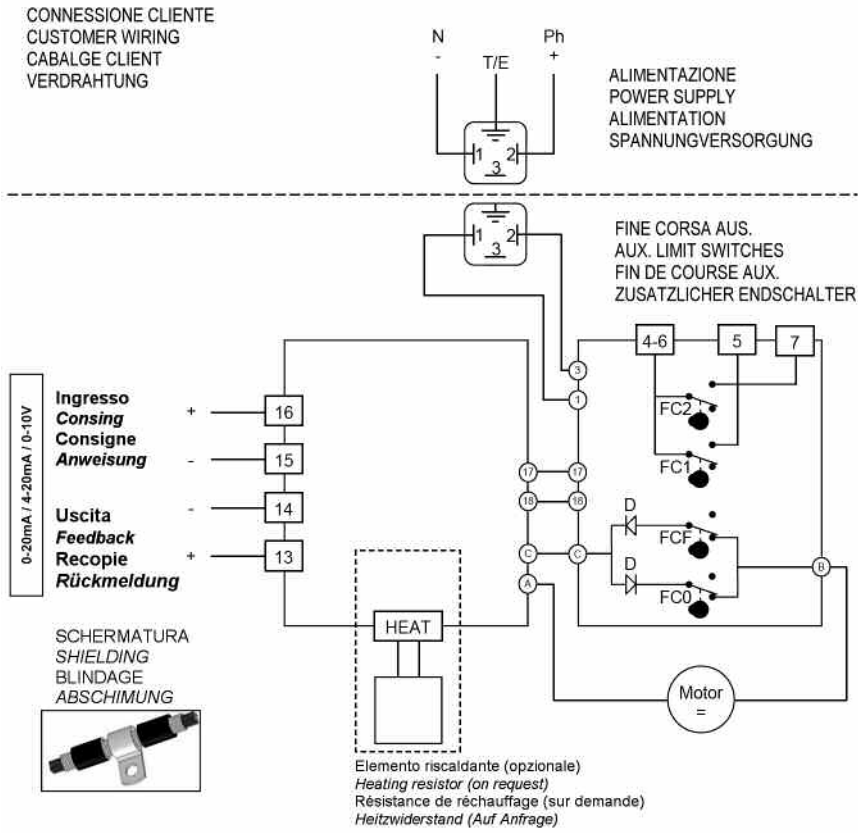 CONNESSIONE CLIENTE
CUSTOMER WIRING
CABALGE CLIENT
VERDRAHTUNG
N
-
T/E
Ph
+
ALIMENTAZIONE
POWER SUPPLY
ALIMENTATION
SPANNUNGVERSORGUNG
1 2
3
1 2
3
FINE CORSA AUS.
AUX. LIMIT SWITCHES
FIN DE COURSE AUX.
ZUSATZLICHER ENDSCHALTER
4-6 5 7
3
1
FC2
FC1
17 17
18 18
C C
A
D
FCF
D
FC0
B
0-20mA / 4-20mA / 0-10V
Ingresso
Consing
Consigne
Anweisung
+ 16
- 15
Uscita
Feedback
Recopie
Rückmeldung
- 14
+ 13
HEAT
Motor
=
SCHERMATURA
SHIELDING
BLINDAGE
ABSCHIMUNG
Elemento riscaldante (opzionale)
Heating resistor (on request)
Résistance de réchauffage (sur demande)
Heitzwiderstand (Auf Anfrage)